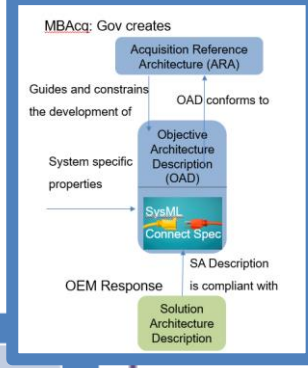 MBAcq: Gov creates
Acquisition Reference
Architecture (ARA)
Guides and constrains
the development of
OAD conforms to
Objective
Architecture
Description
(OAD)
System specific
properties
SysML
Connect Spec
SA Description
is compliant with
OEM Response
Solution
Architecture
Description